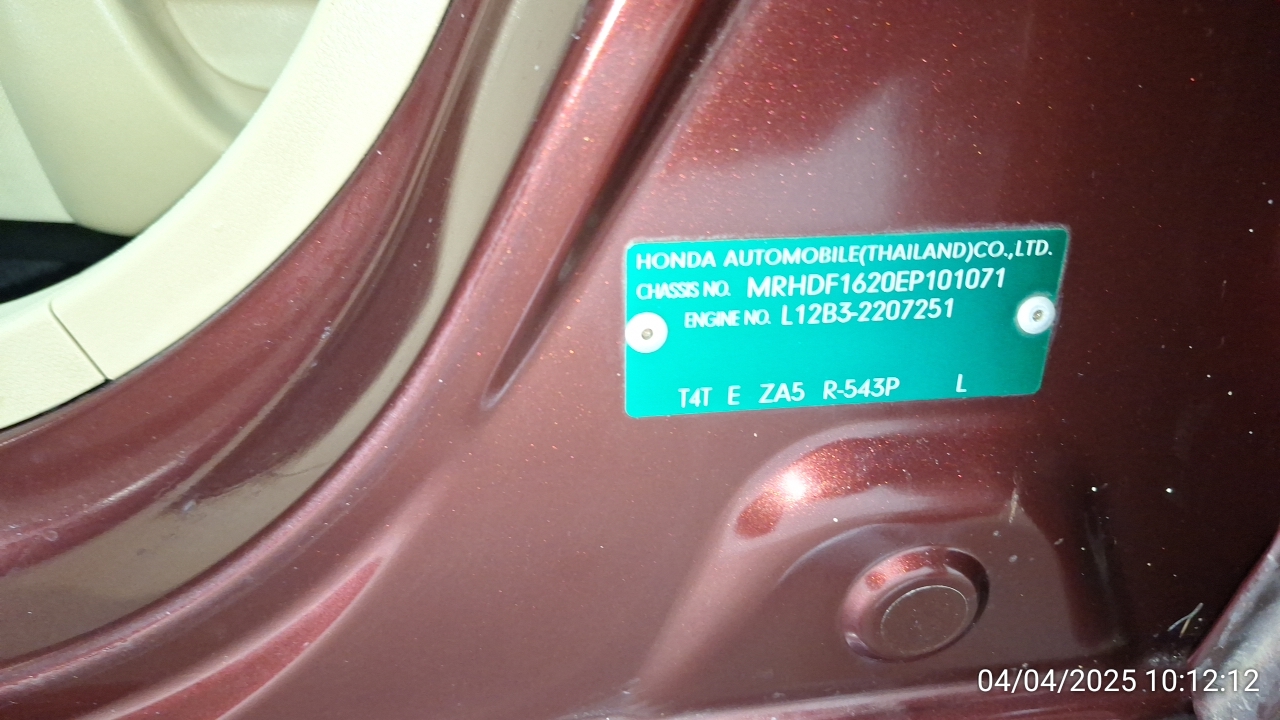 HONDA AUTOMOBILE(THAILAND)CO.,LTD.
CHASSIS NO. MRHDF1620EP101071
ENGINE NO. L12B3-2207251
T4T E ZA5 R-543P L
04/04/2025 10:12:12